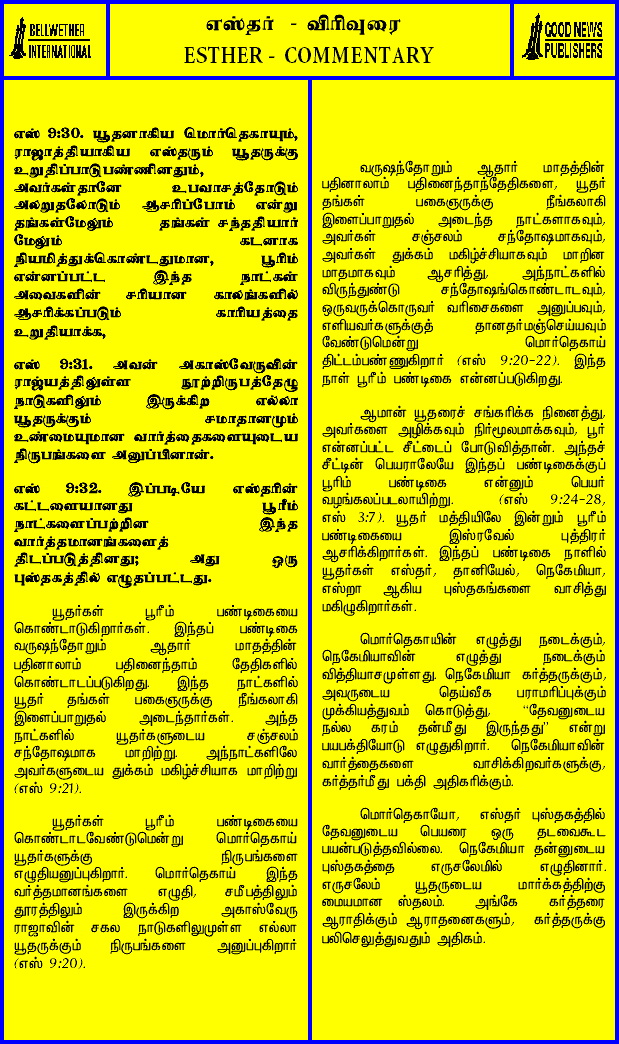 BELLWETHER
INTERNATIONAL
எஸ்தர் - விரிவுரை
ESTHER - COMMENTARY
GOOD NEWS
PUBLISHERS
எஸ் 9:30. யூதனாகிய மொர்தெகாயும்,
ராஜாத்தியாகிய எஸ்தரும் யூதருக்கு
உறுதிப்பாடுபண்ணினதும்,
அவர்கள்தானே உபவாசத்தோடும்
அலறுதலோடும் ஆசரிப்போம் என்று
தங்கள்மேலும் தங்கள் சந்ததியார்
மேலும் கடனாக
நியமித்துக்கொண்டதுமான, பூரிம்
என்னப்பட்ட இந்த நாட்கள்
அவைகளின் சரியான காலங்களில்
ஆசரிக்கப்படும் காரியத்தை
உறுதியாக்க,
எஸ் 9:31. அவன் அகாஸ்வேருவின்
ராஜ்யத்திலுள்ள நூற்றிருபத்தேழு
நாடுகளிலும் இருக்கிற எல்லா
யூதருக்கும் சமாதானமும்
உண்மையுமான வார்த்தைகளையுடைய
நிருபங்களை அனுப்பினான்.
எஸ் 9:32. இப்படியே எஸ்தரின்
கட்டளையானது பூரீம்
நாட்களைப்பற்றின இந்த
வர்த்தமானங்களைத்
திடப்படுத்தினது; அது ஒரு
புஸ்தகத்தில் எழுதப்பட்டது.
யூதர்கள் பூரீம் பண்டிகையை
கொண்டாடுகிறார்கள். இந்தப் பண்டிகை
வருஷந்தோறும் ஆதார் மாதத்தின்
பதினாலாம் பதினைந்தாம் தேதிகளில்
கொண்டாடப்படுகிறது. இந்த நாட்களில்
யூதர் தங்கள் பகைஞருக்கு நீங்கலாகி
இளைப்பாறுதல் அடைந்தார்கள். அந்த
நாட்களில் யூதர்களுடைய சஞ்சலம்
சந்தோஷமாக மாறிற்று. அந்நாட்களிலே
அவர்களுடைய துக்கம் மகிழ்ச்சியாக மாறிற்று
(எஸ் 9:21).
யூதர்கள் பூரீம் பண்டிகையை
கொண்டாடவேண்டுமென்று மொர்தெகாய்
யூதர்களுக்கு நிருபங்களை
எழுதியனுப்புகிறார். மொர்தெகாய் இந்த
வர்த்தமானங்களை எழுதி, சமீபத்திலும்
தூரத்திலும் இருக்கிற அகாஸ்வேரு
ராஜாவின் சகல நாடுகளிலுமுள்ள எல்லா
யூதருக்கும் நிருபங்களை அனுப்புகிறார்
(எஸ் 9:20).
வருஷந்தோறும் ஆதார் மாதத்தின்
பதினாலாம் பதினைந்தாந்தேதிகளை, யூதர்
தங்கள் பகைஞருக்கு நீங்கலாகி
இளைப்பாறுதல் அடைந்த நாட்களாகவும்,
அவர்கள் சஞ்சலம் சந்தோஷமாகவும்,
அவர்கள் துக்கம் மகிழ்ச்சியாகவும் மாறின
மாதமாகவும் ஆசரித்து, அந்நாட்களில்
விருந்துண்டு சந்தோஷங்கொண்டாடவும்,
ஒருவருக்கொருவர் வரிசைகளை அனுப்பவும்,
எளியவர்களுக்குத் தானதர்மஞ்செய்யவும்
வேண்டுமென்று மொர்தெகாய்
திட்டம்பண்ணுகிறார் (எஸ் 9:20-22). இந்த
நாள் பூரீம் பண்டிகை என்னப்படுகிறது.
ஆமான் யூதரைச் சங்கரிக்க நினைத்து,
அவர்களை அழிக்கவும் நிர்மூலமாக்கவும், பூர்
என்னப்பட்ட சீட்டைப் போடுவித்தான். அந்தச்
சீட்டின் பெயராலேயே இந்தப் பண்டிகைக்குப்
பூரிம் பண்டிகை என்னும் பெயர்
வழங்கலப்படலாயிற்று. (எஸ் 9:24-28,
எஸ் 3:7). யூதர் மத்தியிலே இன்றும் பூரீம்
பண்டிகையை இஸ்ரவேல் புத்திரர்
ஆசரிக்கிறார்கள். இந்தப் பண்டிகை நாளில்
யூதர்கள் எஸ்தர், தானியேல், நெகேமியா,
எஸ்றா ஆகிய புஸ்தகங்களை வாசித்து
மகிழுகிறார்கள்.
மொர்தெகாயின் எழுத்து நடைக்கும்,
நெகேமியாவின் எழுத்து நடைக்கும்
வித்தியாசமுள்ளது. நெகேமியா கர்த்தருக்கும்,
அவருடைய தெய்வீக பராமரிப்புக்கும்
முக்கியத்துவம் கொடுத்து, “தேவனுடைய
நல்ல கரம் தன்மீது இருந்தது” என்று
பயபக்தியோடு எழுதுகிறார். நெகேமியாவின்
வார்த்தைகளை வாசிக்கிறவர்களுக்கு,
கர்த்தர்மீது பக்தி அதிகரிக்கும்.
மொர்தெகாயோ, எஸ்தர் புஸ்தகத்தில்
தேவனுடைய பெயரை ஒரு தடவைகூட
பயன்படுத்தவில்லை. நெகேமியா தன்னுடைய
புஸ்தகத்தை எருசலேமில் எழுதினார்.
எருசலேம் யூதருடைய மார்க்கத்திற்கு
மையமான ஸ்தலம். அங்கே கர்த்தரை
ஆராதிக்கும் ஆராதனைகளும், கர்த்தருக்கு
பலிசெலுத்துவதும் அதிகம்.